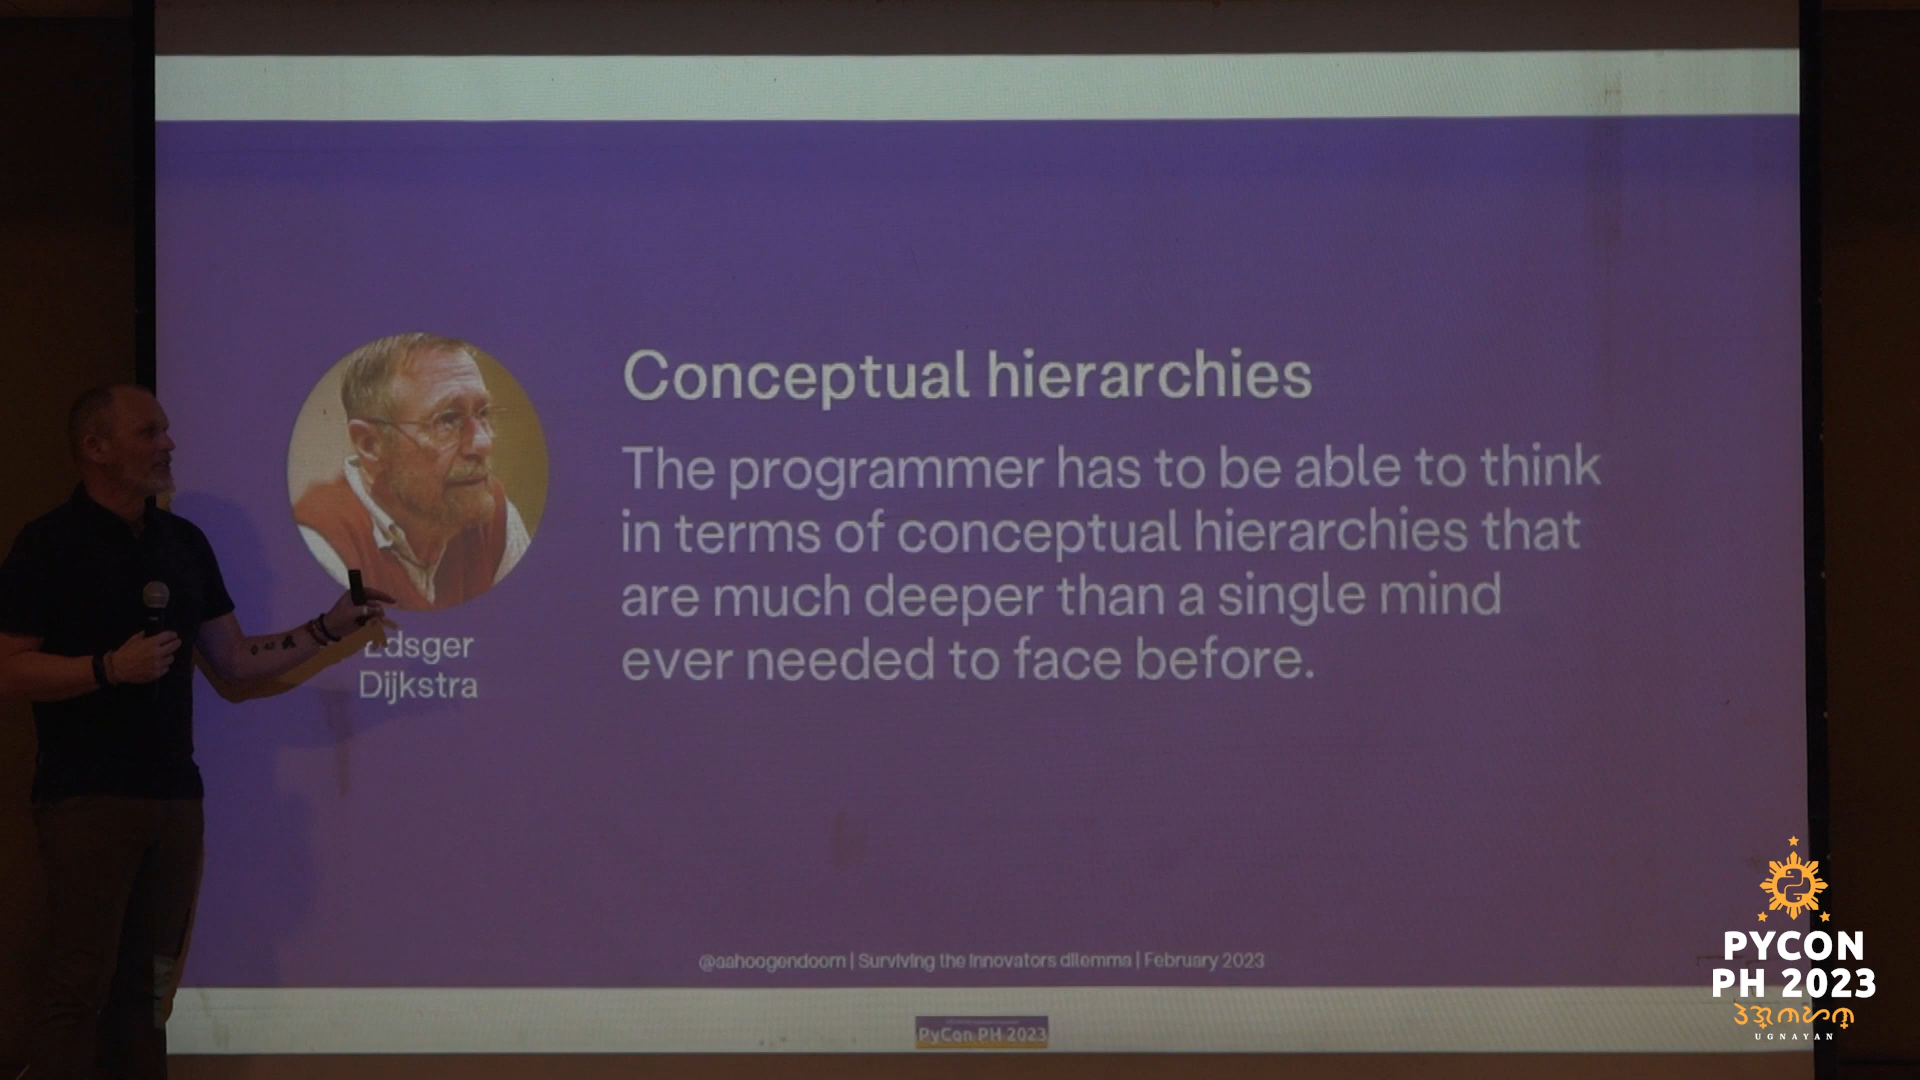 Conceptual hierarchies
The programmer has to be able to think
in terms of conceptual hierarchies that
are much deeper than a single mind
ever needed to face before.
Edsger
Dijkstra
@aahoogendoorn | Surviving the innovators dilemma | February 2023
PyCon PH 2023
PYCON
PH 2023
UGNAYAN